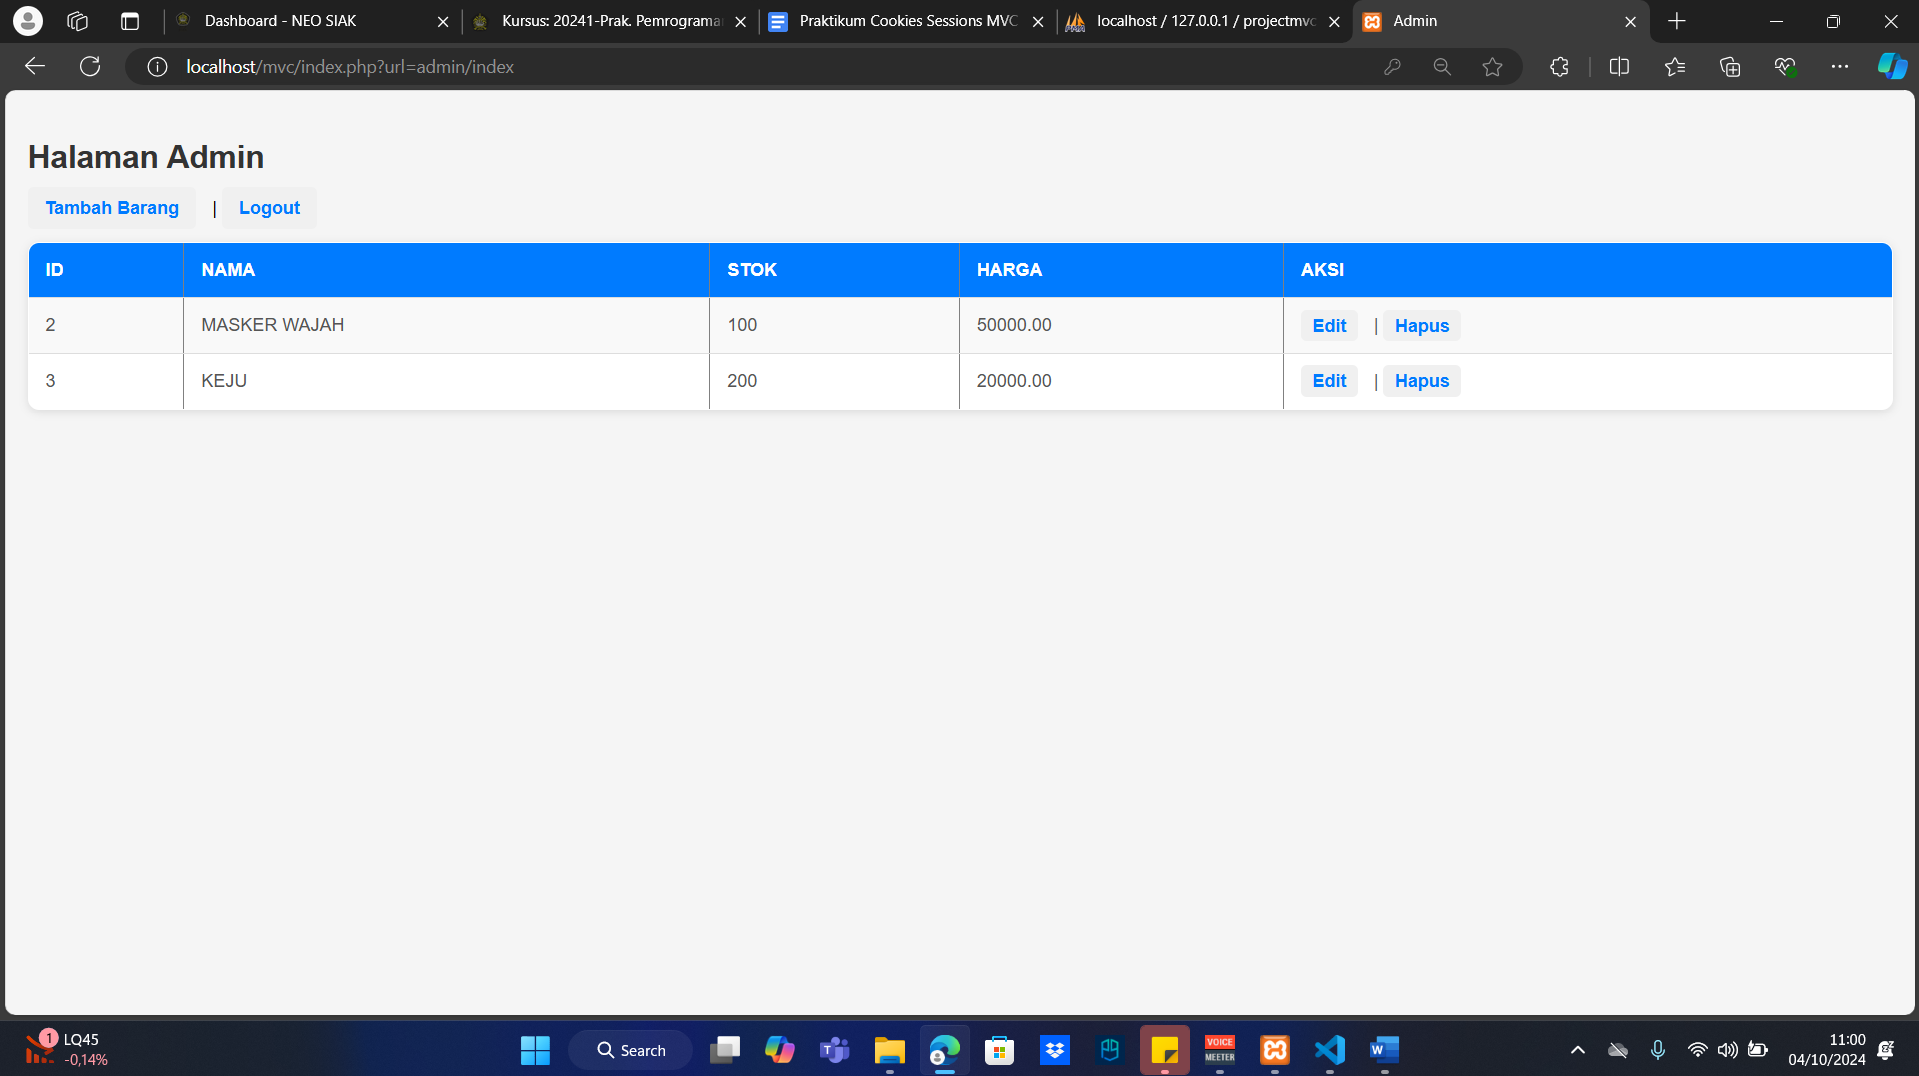 Dashboard - NEO SIAK
Kursus: 20241-Prak. Pemrograma
Praktikum Cookies Sessions MVC
localhost / 127.0.0.1 / projectmvc
Admin
localhost/mvc/index.php?url=admin/index
Halaman Admin
Tambah Barang | Logout
ID NAMA STOK HARGA AKSI
2 MASKER WAJAH 100 50000.00 Edit | Hapus
3 KEJU 200 20000.00 Edit | Hapus
1
LQ45
-0,14%
Search
VOICE
MEETER
11:00
04/10/2024